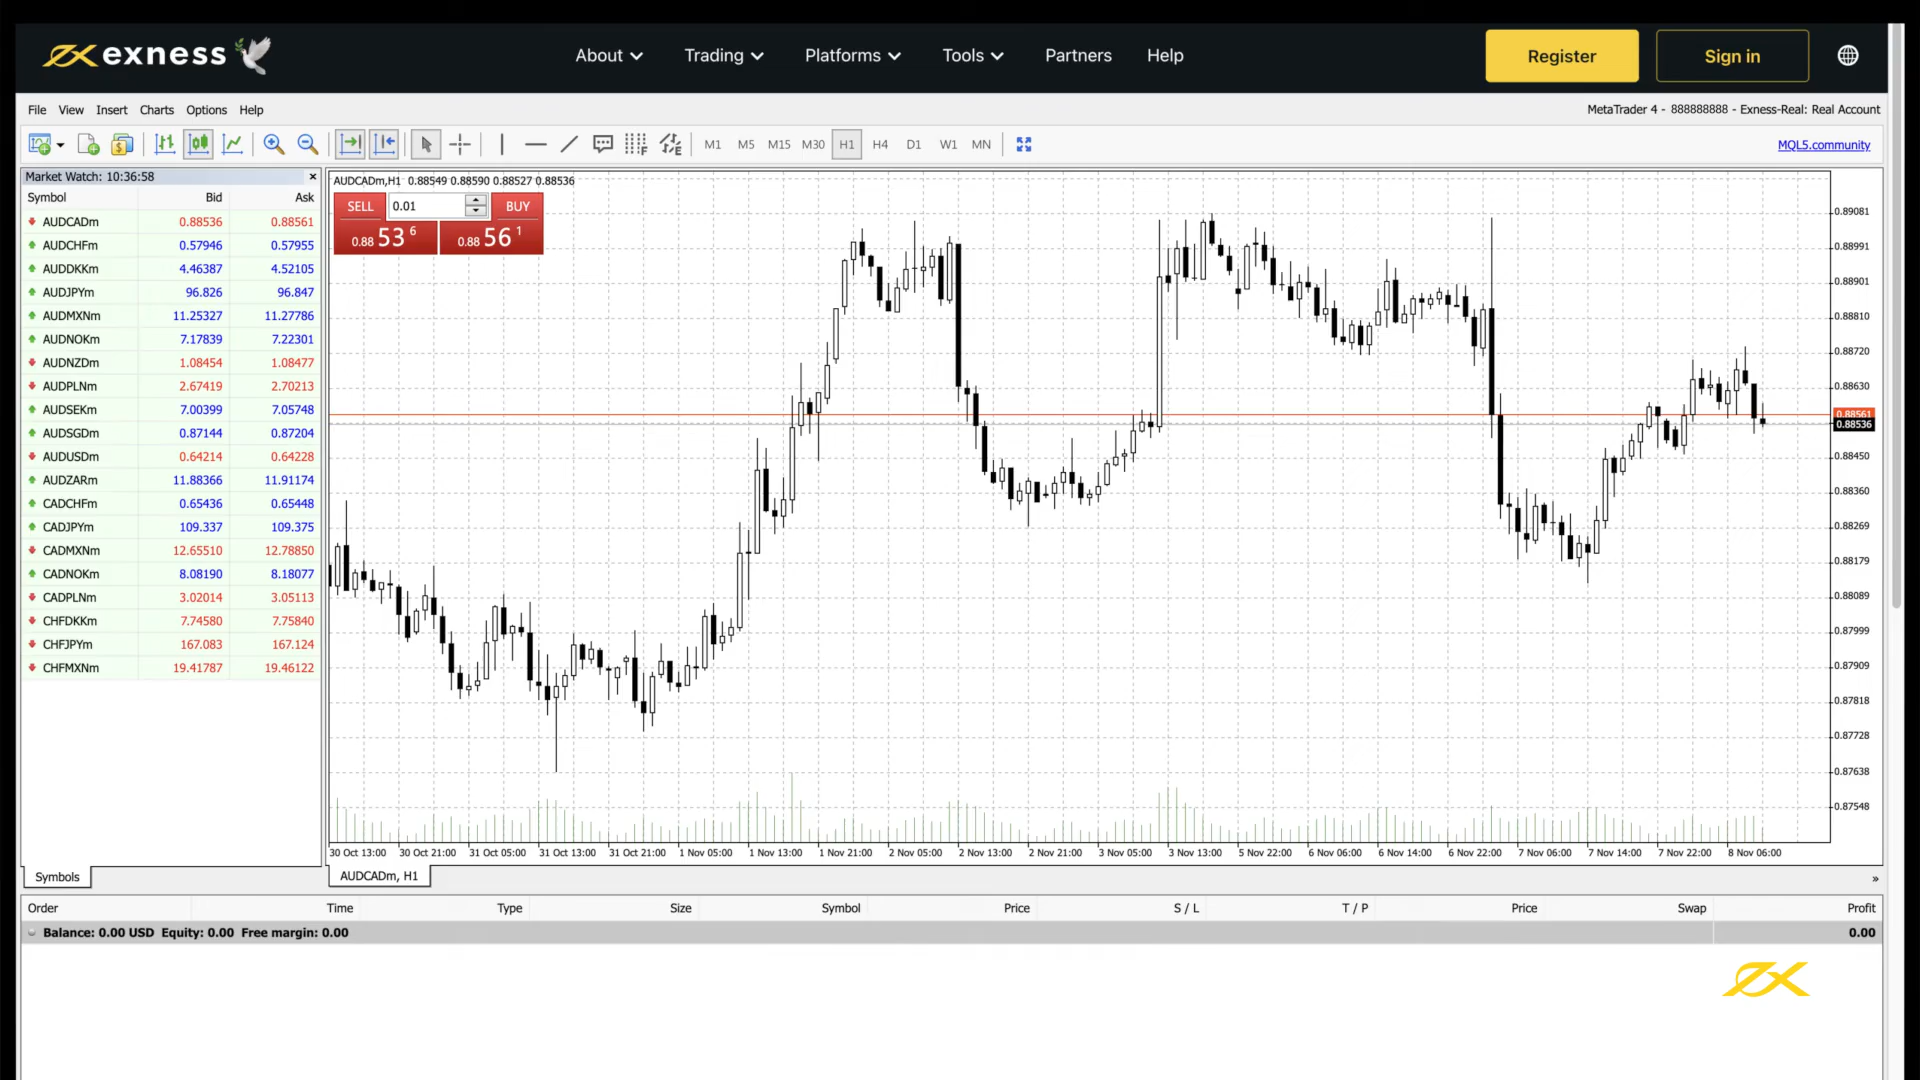 exness
About Trading Platforms Tools Partners Help Register Sign in
File View Insert Charts Options Help
MetaTrader 4 - 888888888 - Exness-Real: Real Account
M1 M5 M15 M30 H1 H4 D1 W1 MN
MQL5.community
Market Watch: 10:36:58
Symbol Bid Ask
AUDCADm 0.88536 0.88561
AUDCHFm 0.57946 0.57955
AUDDKKm 4.46387 4.52105
AUDJPYm 96.826 96.847
AUDMXNm 11.25327 11.27786
AUDNOKm 7.17839 7.22301
AUDNZDm 1.08454 1.08477
AUDPLNm 2.67419 2.70213
AUDSEKm 7.00399 7.05748
AUDSGDm 0.87144 0.87204
AUDUSDm 0.64214 0.64228
AUDZARm 11.88366 11.91174
CADCHFm 0.65436 0.65448
CADJPYm 109.337 109.375
CADMXNm 12.65510 12.78850
CADNOKm 8.08190 8.18077
CADPLNm 3.02014 3.05113
CHFDKKm 7.74580 7.75840
CHFJPYm 167.083 167.124
CHFMXNm 19.41787 19.46122
Symbols
AUDCADm,H1 0.88549 0.88590 0.88527 0.88536
SELL 0.01 BUY
0.88 53 6 0.88 56 1
0.89081
0.88991
0.88901
0.88810
0.88720
0.88630
0.88561
0.88536
0.88450
0.88360
0.88269
0.88179
0.88089
0.87999
0.87909
0.87818
0.87728
0.87638
0.87548
30 Oct 13:00 30 Oct 21:00 31 Oct 05:00 31 Oct 13:00 31 Oct 21:00 1 Nov 05:00 1 Nov 13:00 1 Nov 21:00 2 Nov 05:00 2 Nov 13:00 2 Nov 21:00 3 Nov 05:00 3 Nov 13:00 5 Nov 22:00 6 Nov 06:00 6 Nov 14:00 6 Nov 22:00 7 Nov 06:00 7 Nov 14:00 7 Nov 22:00 8 Nov 06:00
AUDCADm, H1
Order Time Type Size Symbol Price S / L T / P Price Swap Profit
Balance: 0.00 USD Equity: 0.00 Free margin: 0.00 0.00